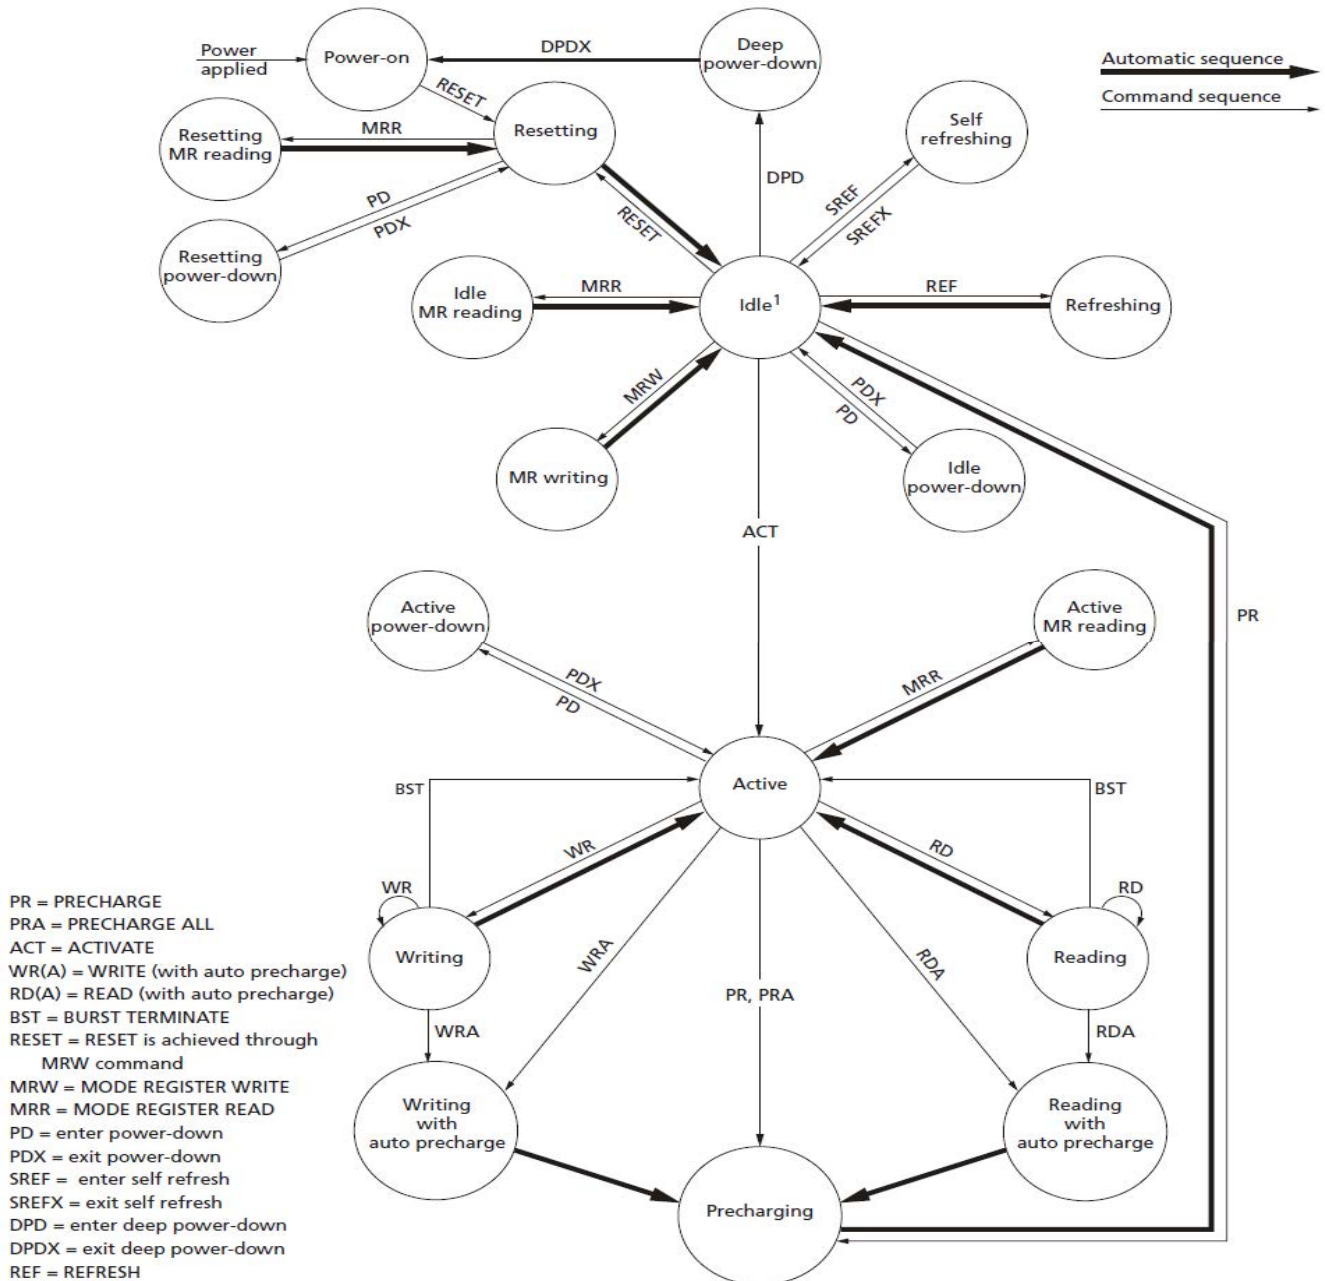 Power
applied
Power-on
DPDX
Deep
power-down
Automatic sequence
Command sequence
RESET
Resetting
MR reading
MRR
Resetting
Self
refreshing
DPD
PD
PDX
SREF
SREFX
RESET
Resetting
power-down
Idle
MR reading
MRR
Idle1
REF
Refreshing
MRW
PDX
PD
MR writing
Idle
power-down
ACT
Active
power-down
Active
MR reading
PR
PDX
PD
MRR
Active
BST
BST
WR
RD
WR
RD
Writing
Reading
WRA
RDA
PR, PRA
WRA
RDA
Writing
with
auto precharge
Reading
with
auto precharge
Precharging
PR = PRECHARGE
PRA = PRECHARGE ALL
ACT = ACTIVATE
WR(A) = WRITE (with auto precharge)
RD(A) = READ (with auto precharge)
BST = BURST TERMINATE
RESET = RESET is achieved through
MRW command
MRW = MODE REGISTER WRITE
MRR = MODE REGISTER READ
PD = enter power-down
PDX = exit power-down
SREF = enter self refresh
SREFX = exit self refresh
DPD = enter deep power-down
DPDX = exit deep power-down
REF = REFRESH